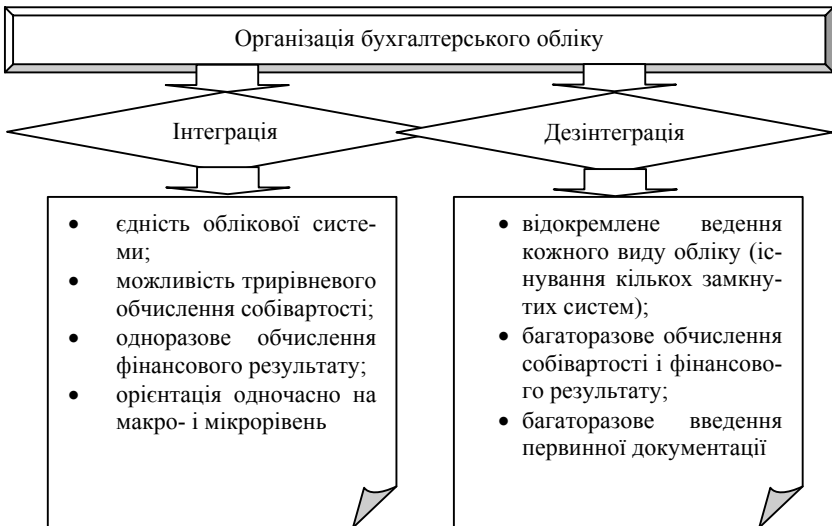 Організація бухгалтерського обліку
Інтеграція
Дезінтеграція
• єдність облікової систе-
ми;
• можливість трирівневого
обчислення собівартості;
• одноразове обчислення
фінансового результату;
• орієнтація одночасно на
макро- і мікрорівень
• відокремлене ведення
кожного виду обліку (іс-
нування кількох замкну-
тих систем);
• багаторазове обчислення
собівартості і фінансово-
го результату;
• багаторазове введення
первинної документації